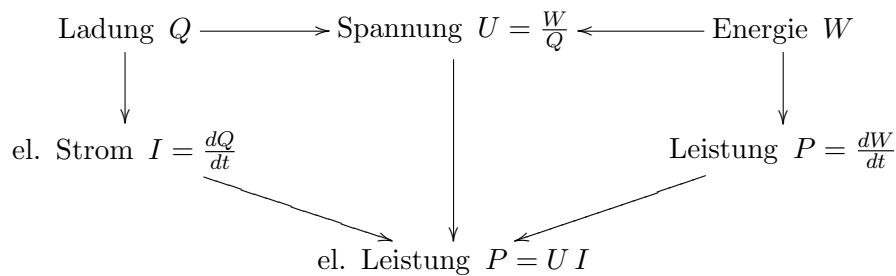 Ladung Q Spannung U = W/Q Energie W
el. Strom I = dQ/dt Leistung P = dW/dt
el. Leistung P = U I